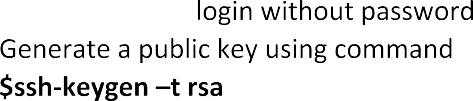 login without password
Generate a public key using command
$ssh-keygen –t rsa